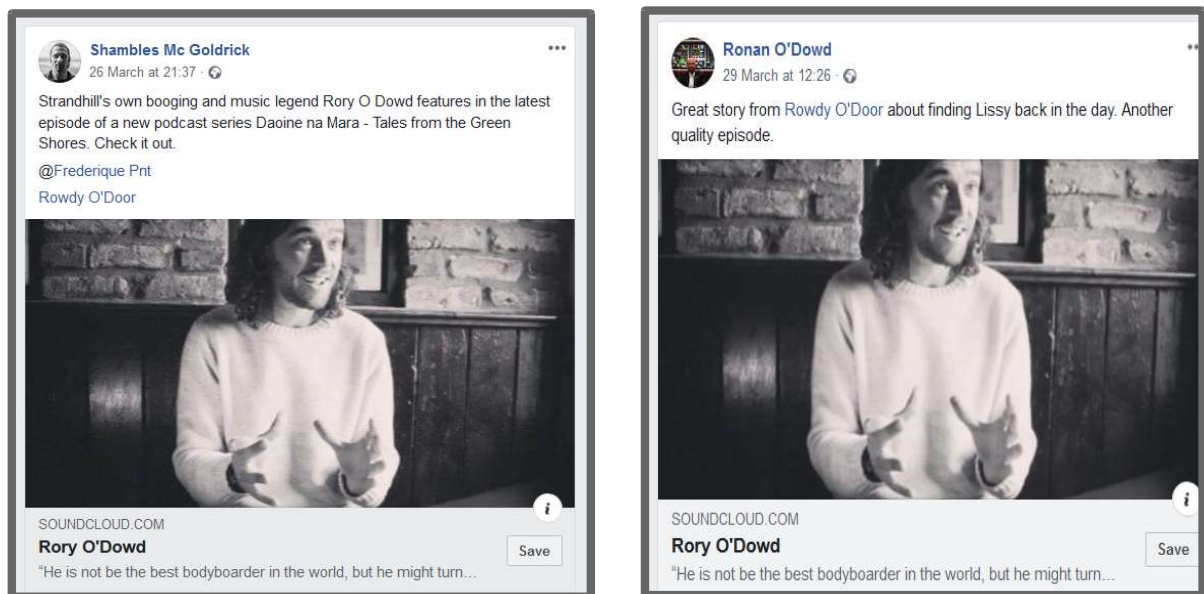 Shambles Mc Goldrick
26 March at 21:37 ·
Strandhill's own booging and music legend Rory O Dowd features in the latest
episode of a new podcast series Daoine na Mara - Tales from the Green
Shores. Check it out.
@Frederique Pnt
Rowdy O'Door
i
SOUNDCLOUD.COM
Rory O'Dowd
Save
"He is not be the best bodyboarder in the world, but he might turn…
Ronan O'Dowd
29 March at 12:26 ·
Great story from Rowdy O'Door about finding Lissy back in the day. Another
quality episode.
i
SOUNDCLOUD.COM
Rory O'Dowd
Save
"He is not be the best bodyboarder in the world, but he might turn…